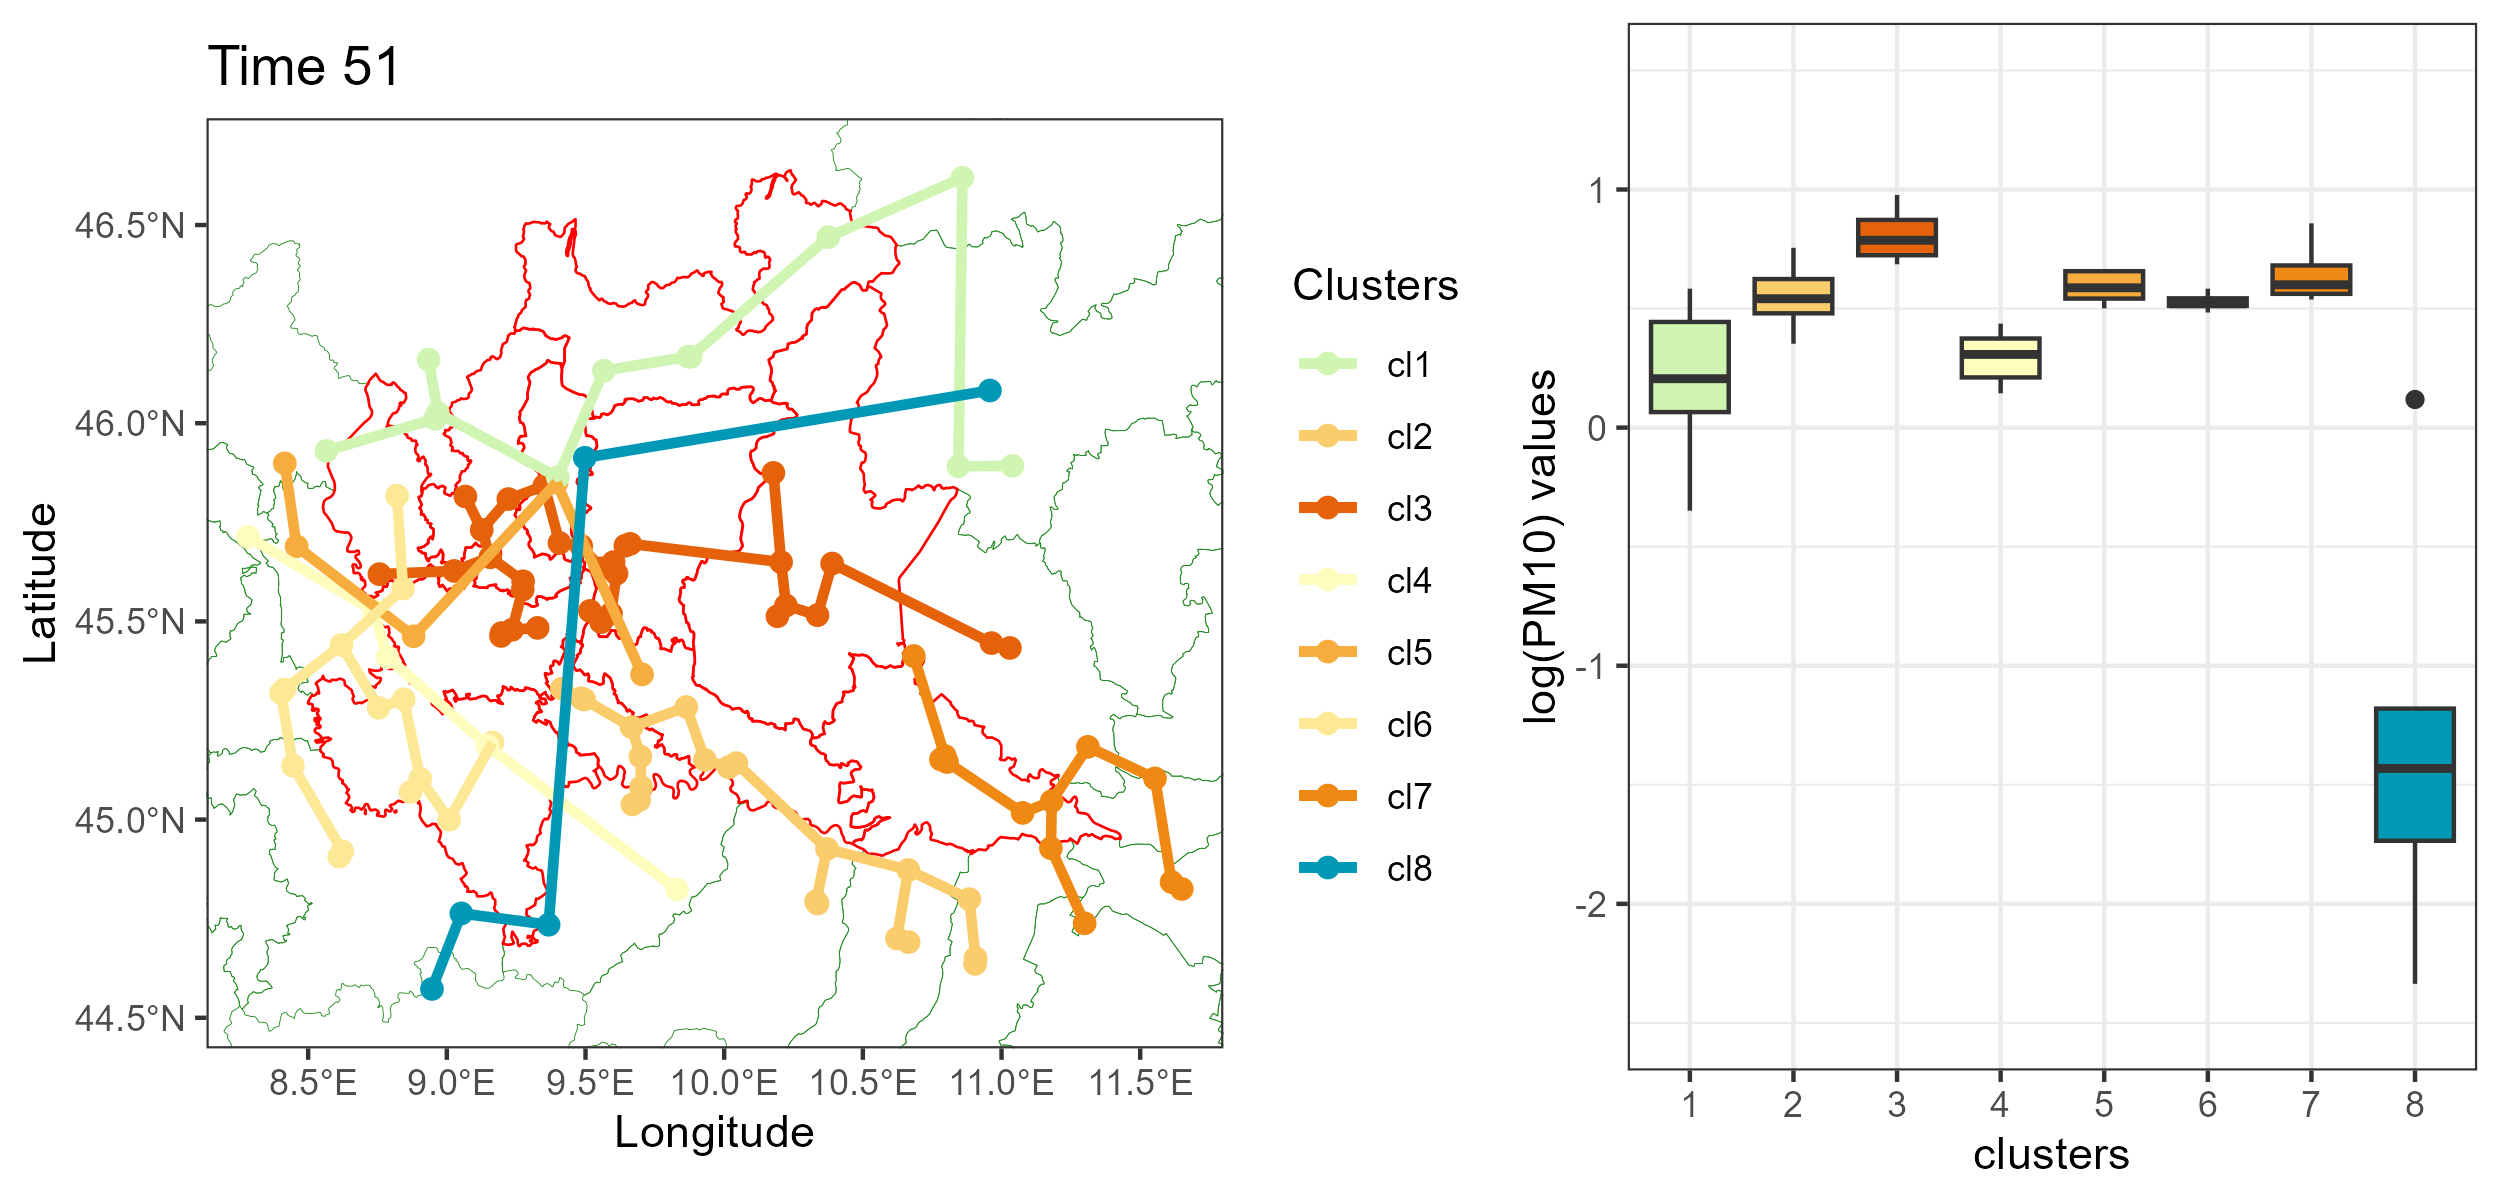 Time 51
Latitude
46.5°N
46.0°N
45.5°N
45.0°N
44.5°N
8.5°E 9.0°E 9.5°E 10.0°E 10.5°E 11.0°E 11.5°E
Longitude
Clusters
cl1
cl2
cl3
cl4
cl5
cl6
cl7
cl8
log(PM10) values
1
0
-1
-2
1 2 3 4 5 6 7 8
clusters